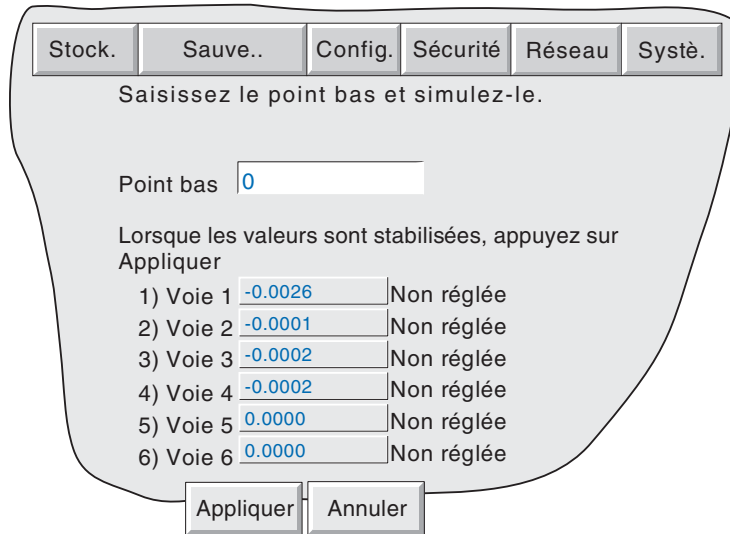 Stock. Sauve.. Config. Sécurité Réseau Systè.
Saisissez le point bas et simulez-le.
Point bas 0
Lorsque les valeurs sont stabilisées, appuyez sur
Appliquer
1) Voie 1 -0.0026 Non réglée
2) Voie 2 -0.0001 Non réglée
3) Voie 3 -0.0002 Non réglée
4) Voie 4 -0.0002 Non réglée
5) Voie 5 0.0000 Non réglée
6) Voie 6 0.0000 Non réglée
Appliquer Annuler